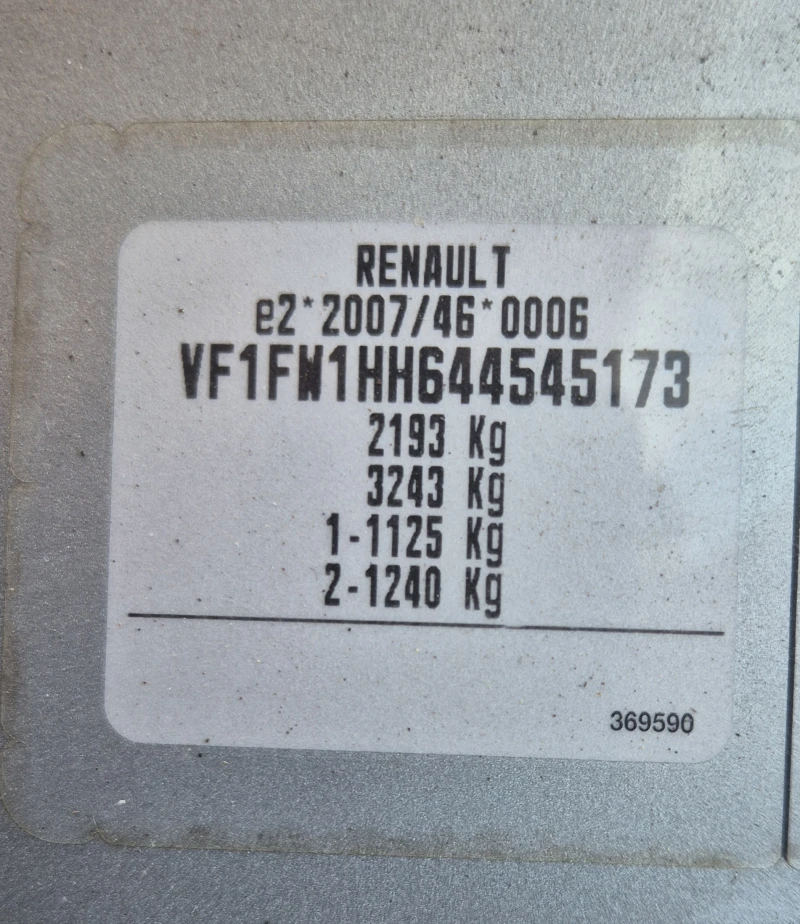 RENAULT
e2*2007/46*0006
VF1FW1HH644545173
2193 Kg
3243 Kg
1-1125 Kg
2-1240 Kg
369590